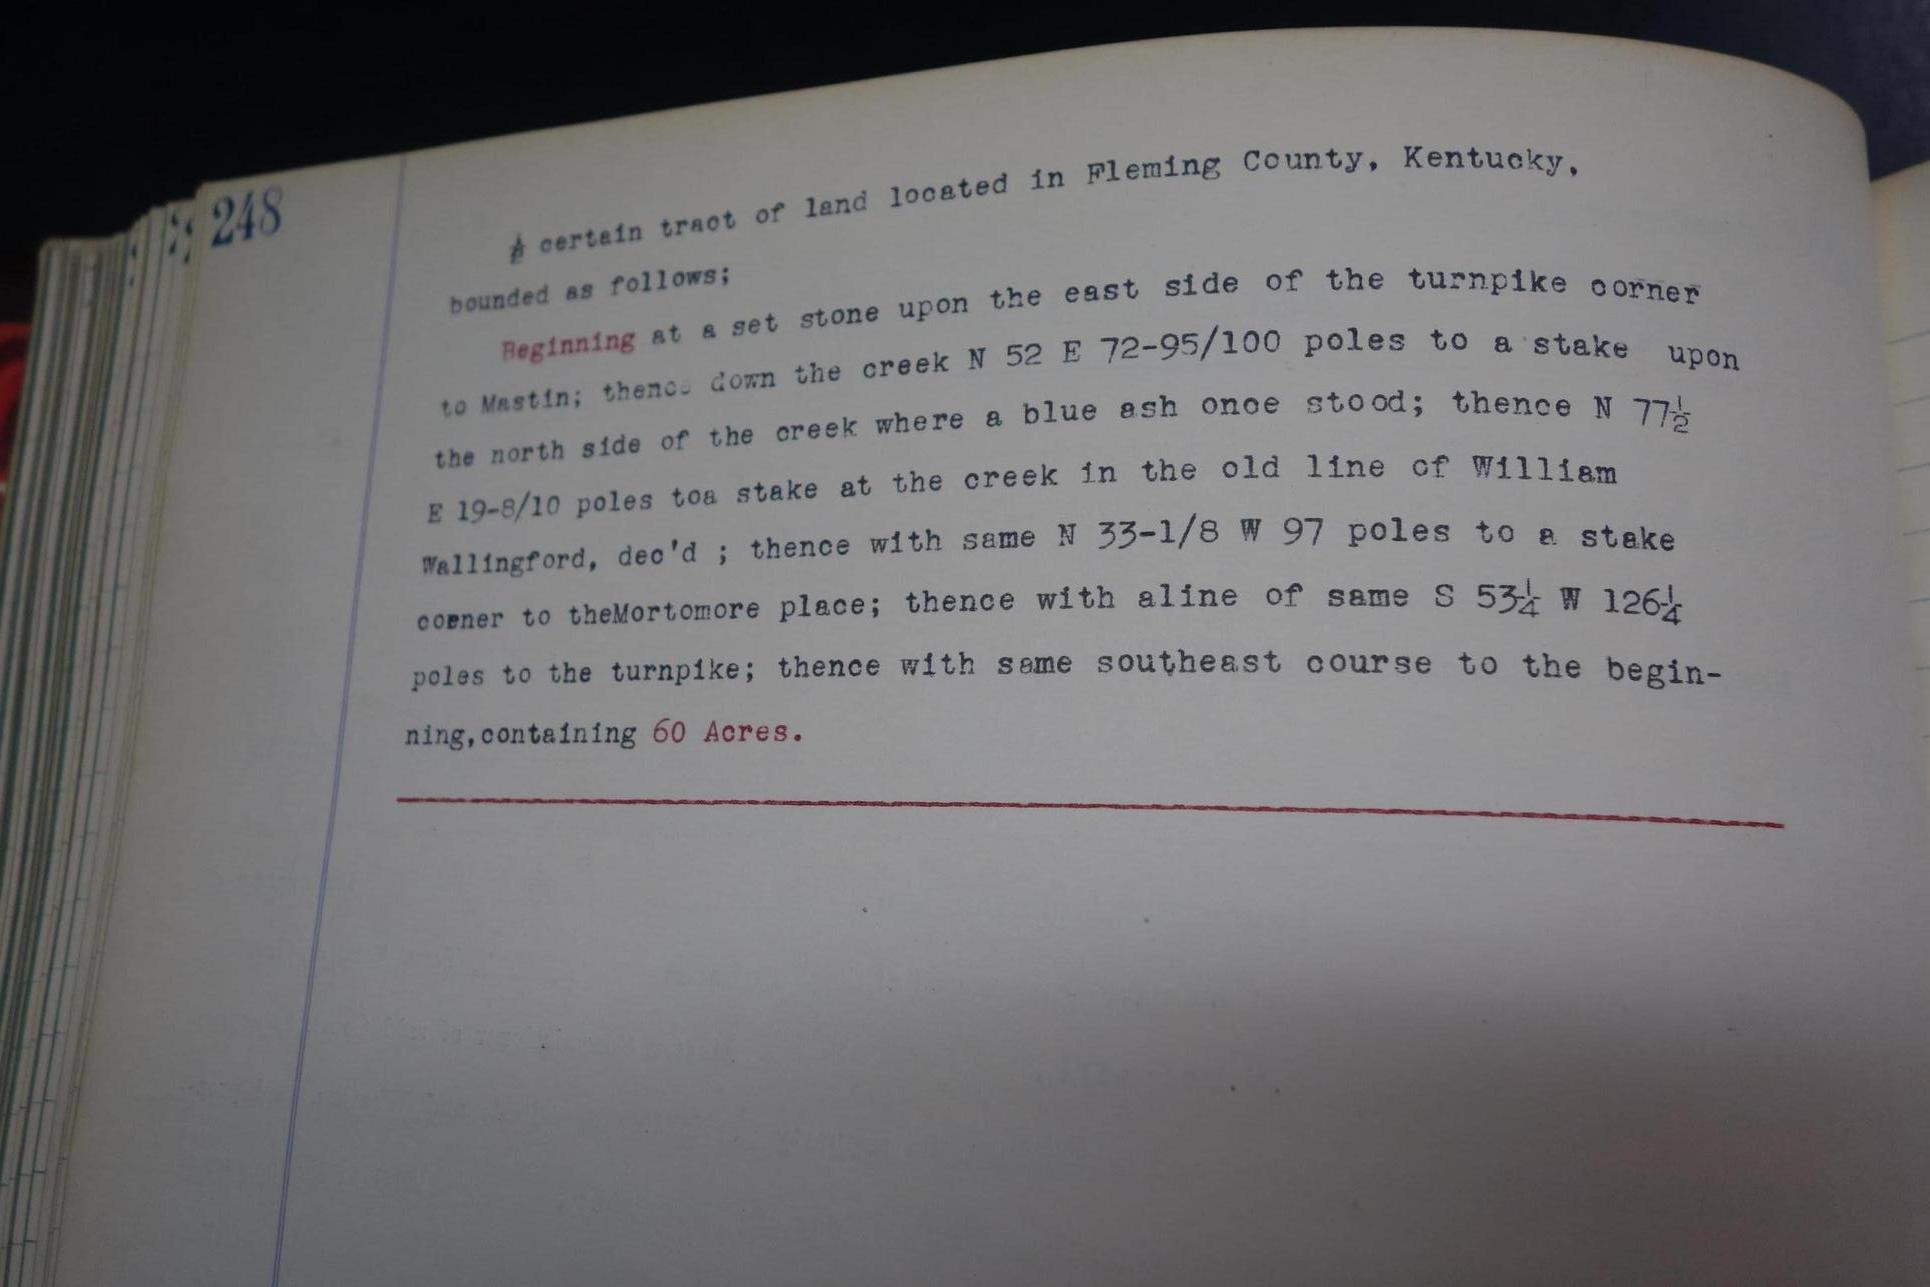 248
A certain tract of land located in Fleming County, Kentucky,
bounded as follows;
Beginning at a set stone upon the east side of the turnpike corner
to Mastin; thence down the creek N 52 E 72-95/100 poles to a stake upon
the north side of the creek where a blue ash once stood; thence N 77½
E 19-8/10 poles toa stake at the creek in the old line of William
Wallingford, dec'd ; thence with same N 33-1/8 W 97 poles to a stake
corner to theMortomore place; thence with aline of same S 53¼ W 126¼
poles to the turnpike; thence with same southeast course to the begin-
ning,containing 60 Acres.